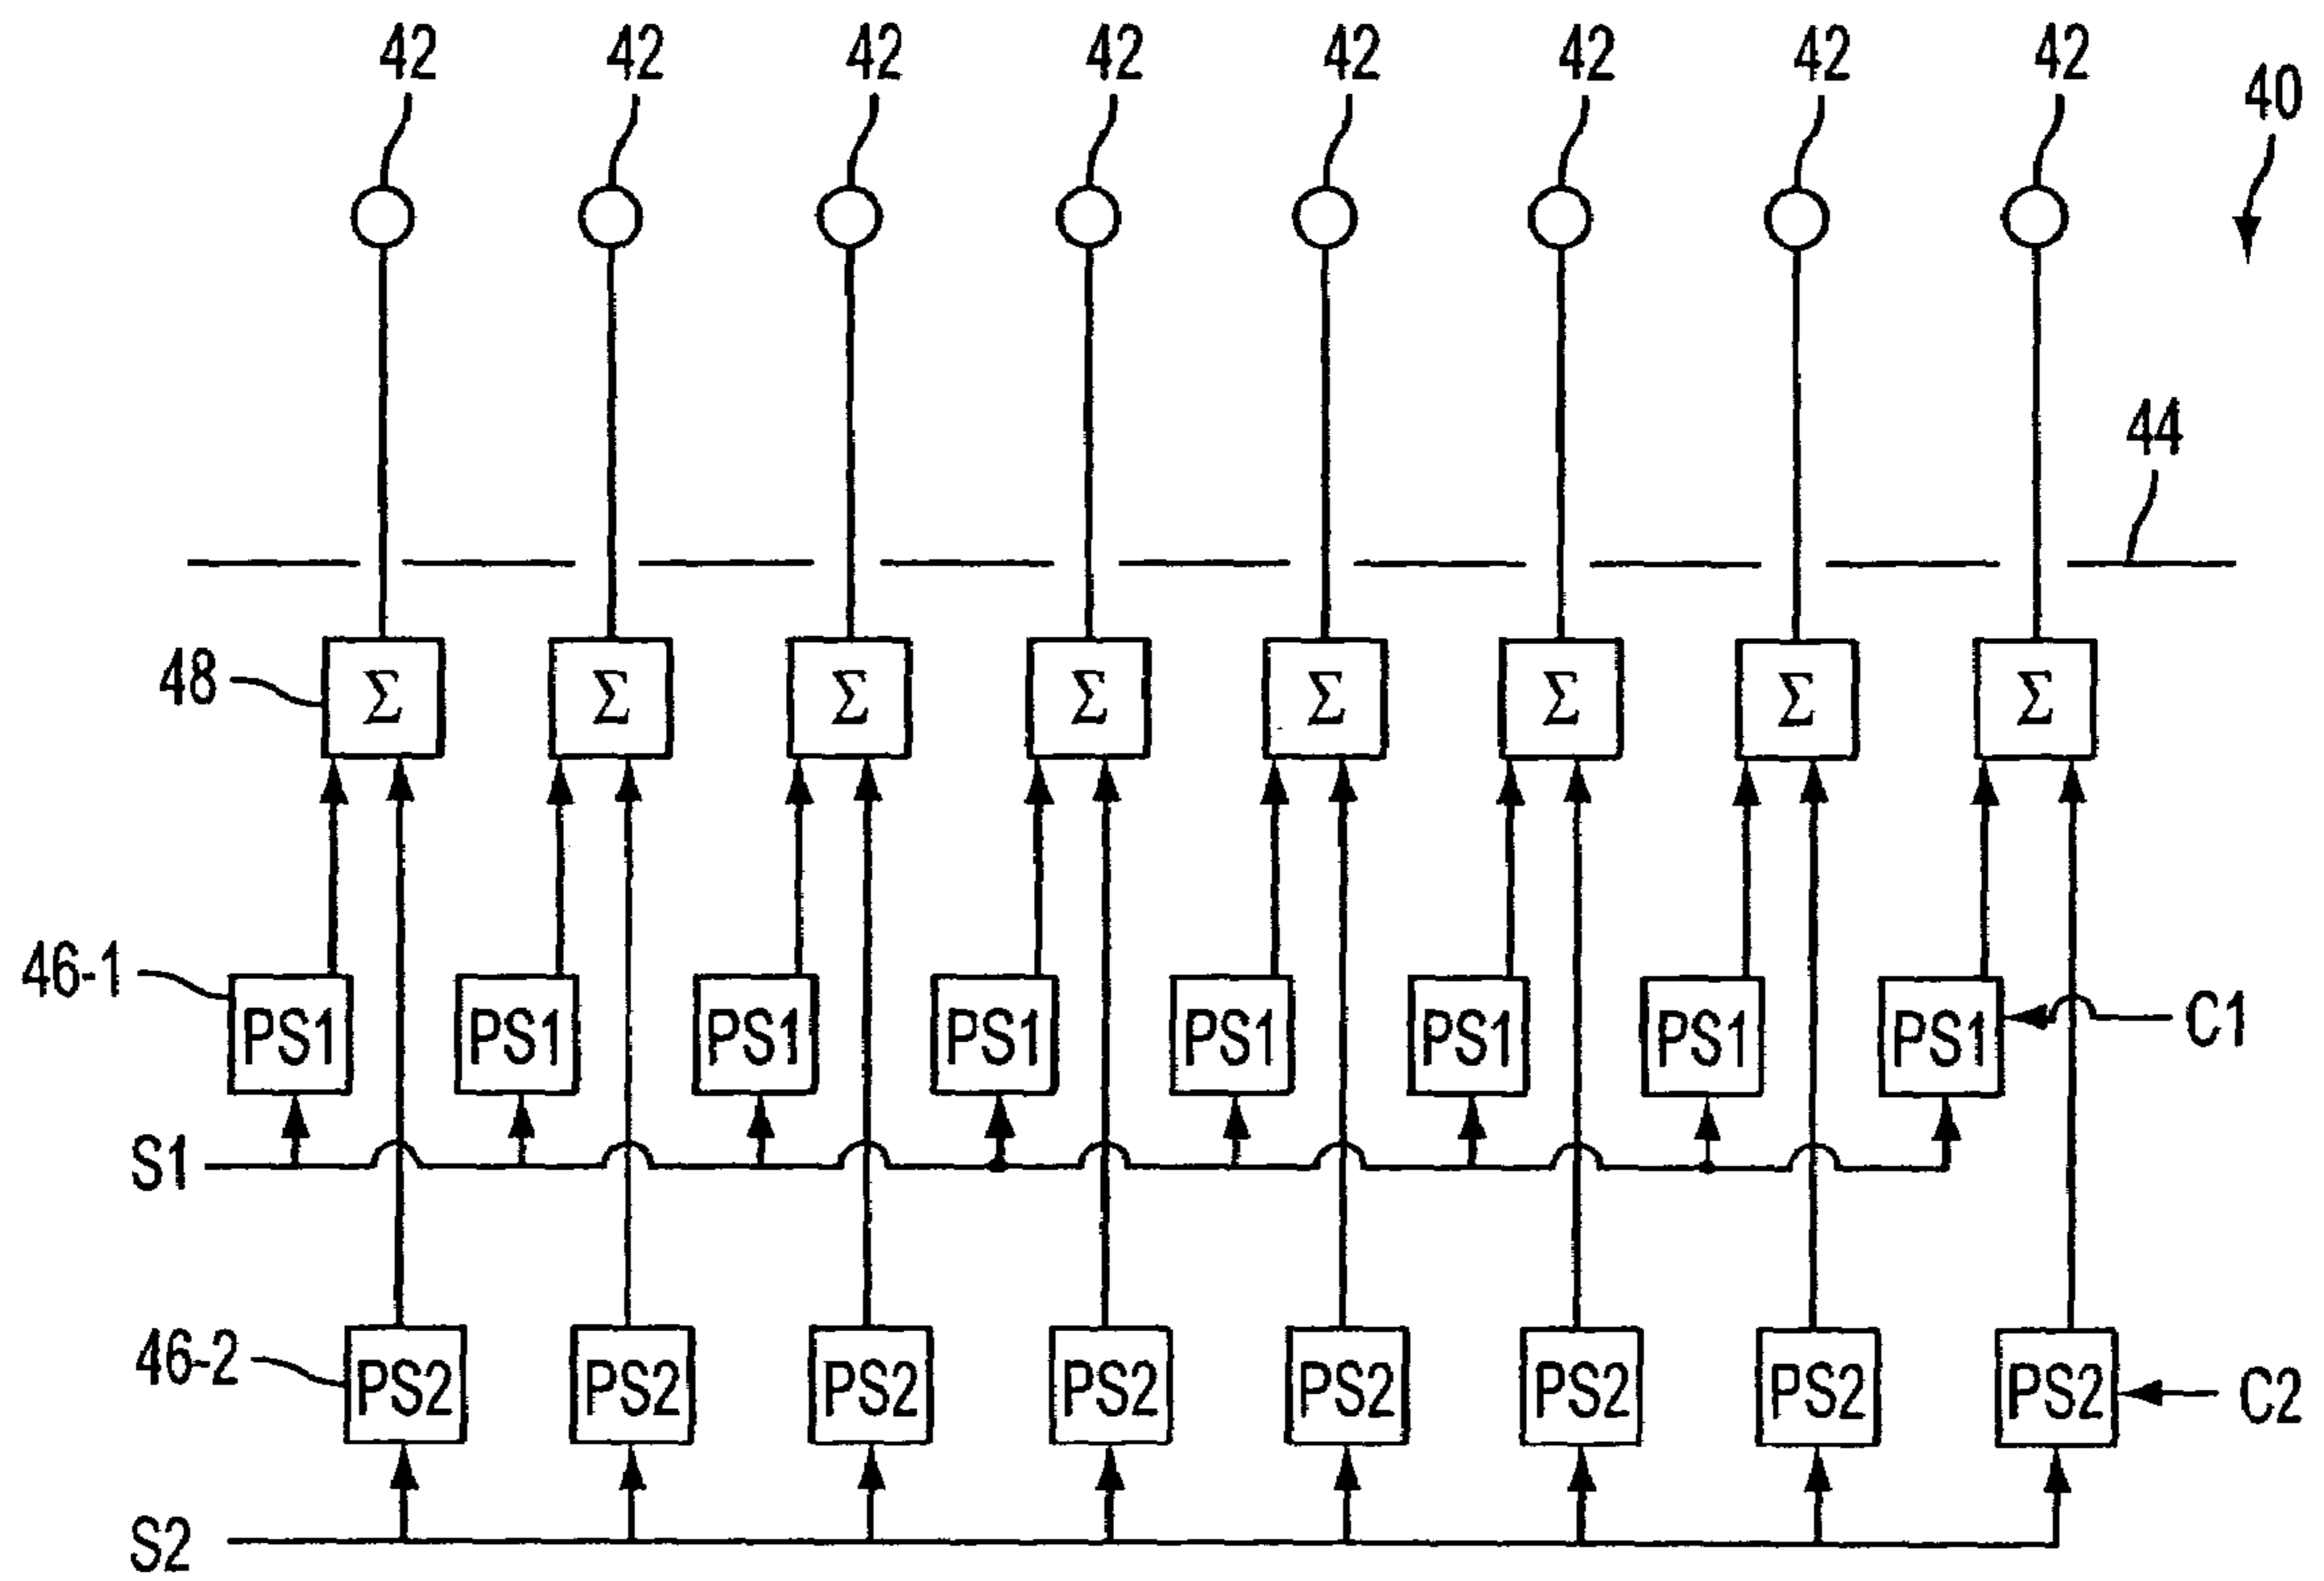 42 42 42 42 42 42 42 42
40
44
48 Σ Σ Σ Σ Σ Σ Σ Σ
46-1 PS1 PS1 PS1 PS1 PS1 PS1 PS1 PS1 C1
S1
46-2 PS2 PS2 PS2 PS2 PS2 PS2 PS2 PS2 C2
S2